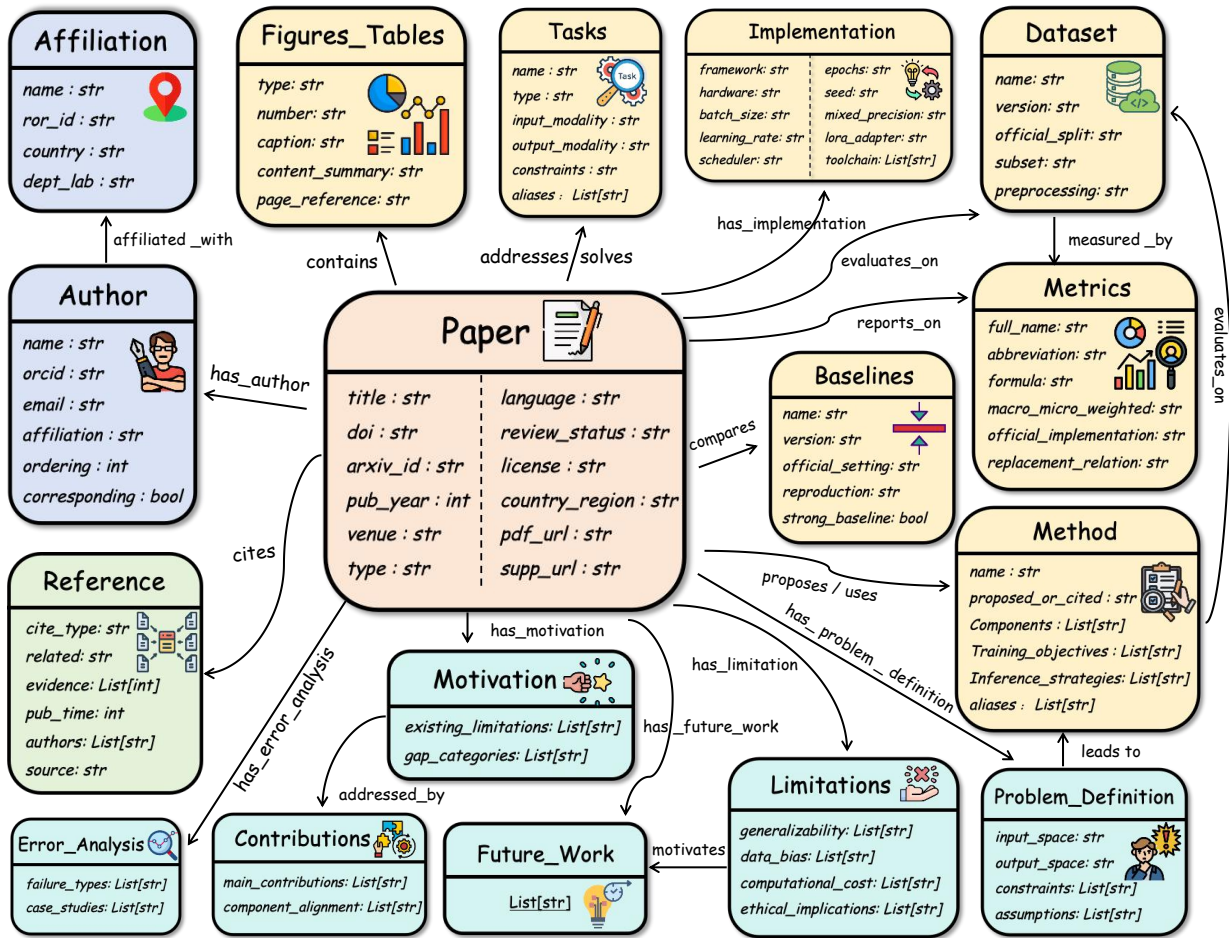 Affiliation
name : str
ror_id : str
country : str
dept_lab : str
Figures_Tables
type: str
number: str
caption: str
content_summary: str
page_reference: str
Tasks
Task
name : str
type : str
input_modality : str
output_modality : str
constraints : str
aliases : List[str]
Implementation
framework: str
hardware: str
batch_size: str
learning_rate: str
scheduler: str
epochs: str
seed: str
mixed_precision: str
lora_adapter: str
toolchain: List[str]
Dataset
name: str
version: str
official_split: str
subset: str
preprocessing: str
</>
affiliated _with
contains
addresses solves
has_implementation
evaluates_on
measured _by
reports_on
evaluates_on
Author
name : str
orcid : str
email : str
affiliation : str
ordering : int
corresponding : bool
has_author
Paper
title : str
doi : str
arxiv_id : str
pub_year : int
venue : str
type : str
language : str
review_status : str
license : str
country_region : str
pdf_url : str
supp_url : str
Metrics
full_name: str
abbreviation: str
formula: str
macro_micro_weighted: str
official_implementation: str
replacement_relation: str
compares
Baselines
name: str
version: str
official_setting: str
reproduction: str
strong_baseline: bool
Method
name : str
proposed_or_cited : str
Components : List[str]
Training_objectives : List[str]
Inference_strategies: List[str]
aliases : List[str]
cites
proposes / uses
has_ problem _ definition
Reference
cite_type: str
related: str
evidence: List[int]
pub_time: int
authors: List[str]
source: str
has_error_analysis
has_motivation
has_limitation
has _future_work
Motivation
existing_limitations: List[str]
gap_categories: List[str]
addressed_by
leads to
Error_Analysis
failure_types: List[str]
case_studies: List[str]
Contributions
main_contributions: List[str]
component_alignment: List[str]
Future_Work
List[str]
motivates
Limitations
generalizability: List[str]
data_bias: List[str]
computational_cost: List[str]
ethical_implications: List[str]
Problem_Definition
input_space: str
output_space: str
constraints: List[str]
assumptions: List[str]